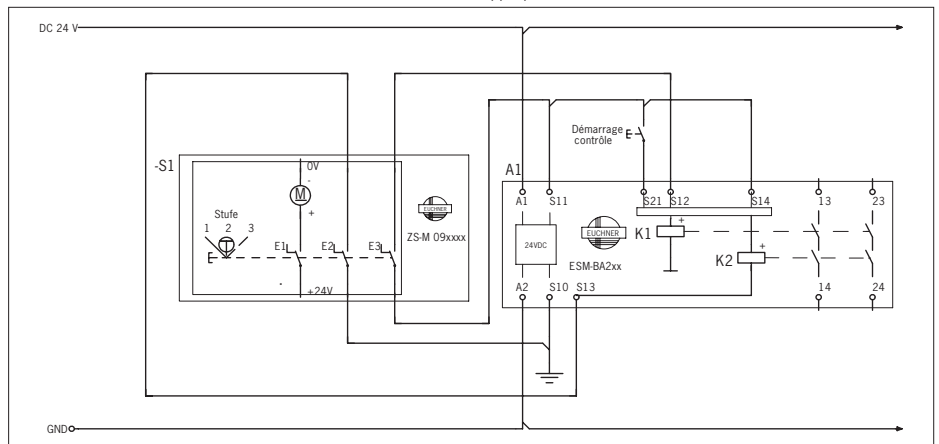 DC 24 V
Démarrage
contrôle
-S1
A1
0V
-
M
+
EUCHNER
ZS-M 09xxxx
Stufe
1 2 3
E1 E2 E3
+24V
A1 S11 S21 S12 S14 13 23
EUCHNER
24VDC
K1 +
K2 +
ESM-BA2xx
A2 S10 S13 14 24
GND